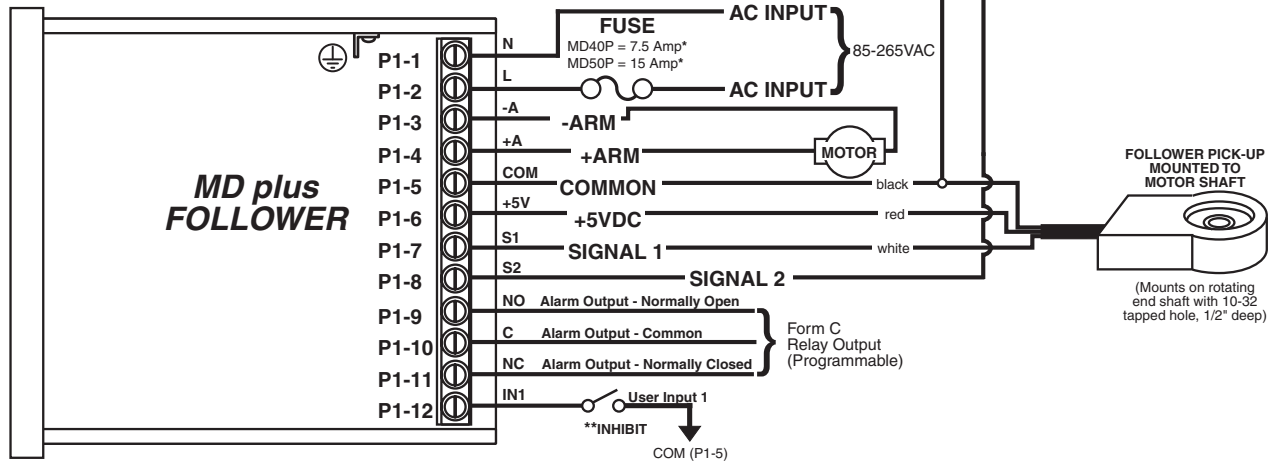 MD plus
FOLLOWER
P1-1
P1-2
P1-3
P1-4
P1-5
P1-6
P1-7
P1-8
P1-9
P1-10
P1-11
P1-12
N
L
-A
+A
COM
+5V
S1
S2
NO
C
NC
IN1
AC INPUT
FUSE
MD40P = 7.5 Amp*
MD50P = 15 Amp*
AC INPUT
85-265VAC
-ARM
+ARM
MOTOR
COMMON
black
+5VDC
red
SIGNAL 1
white
SIGNAL 2
Alarm Output - Normally Open
Alarm Output - Common
Alarm Output - Normally Closed
Form C
Relay Output
(Programmable)
User Input 1
**INHIBIT
COM (P1-5)
FOLLOWER PICK-UP
MOUNTED TO
MOTOR SHAFT
(Mounts on rotating
end shaft with 10-32
tapped hole, 1/2" deep)